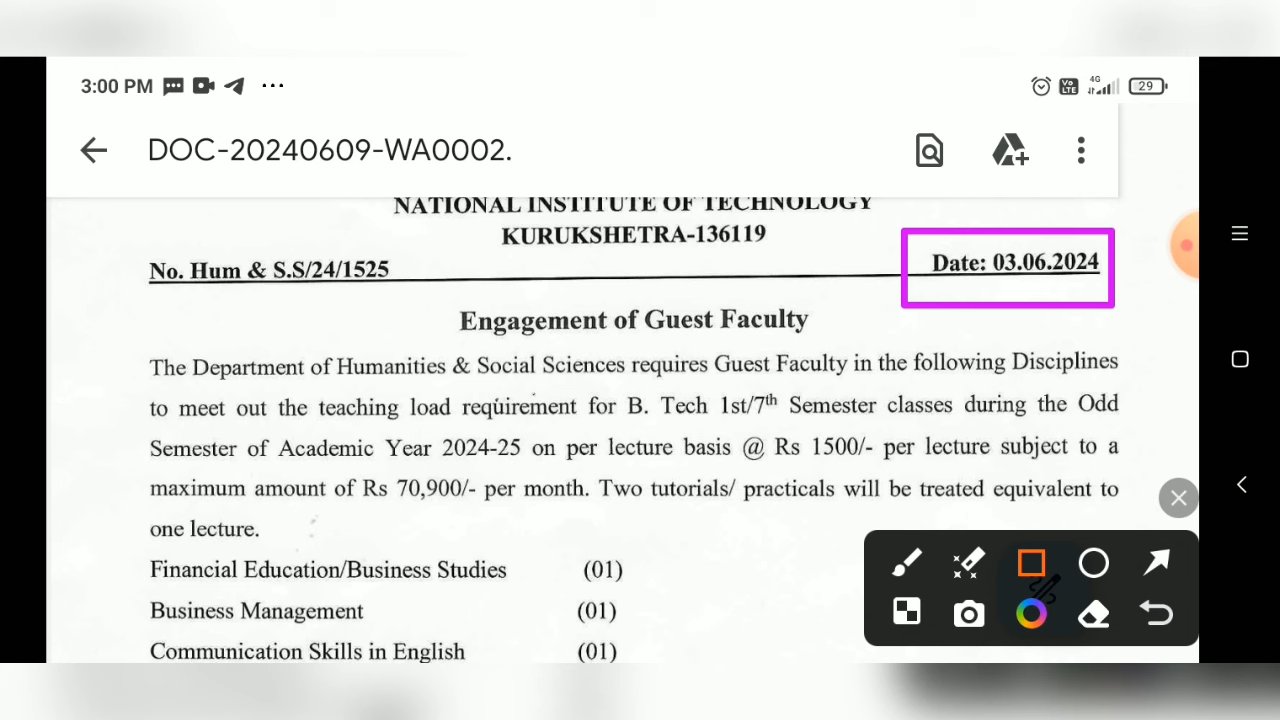 3:00 PM ...
4G
Vo
LTE
29
DOC-20240609-WA0002.
NATIONAL INSTITUTE OF TECHNOLOGY
KURUKSHETRA-136119
No. Hum & S.S/24/1525 Date: 03.06.2024
Engagement of Guest Faculty
The Department of Humanities & Social Sciences requires Guest Faculty in the following Disciplines
to meet out the teaching load requirement for B. Tech 1st/7th Semester classes during the Odd
Semester of Academic Year 2024-25 on per lecture basis @ Rs 1500/- per lecture subject to a
maximum amount of Rs 70,900/- per month. Two tutorials/ practicals will be treated equivalent to
one lecture.
Financial Education/Business Studies (01)
Business Management (01)
Communication Skills in English (01)